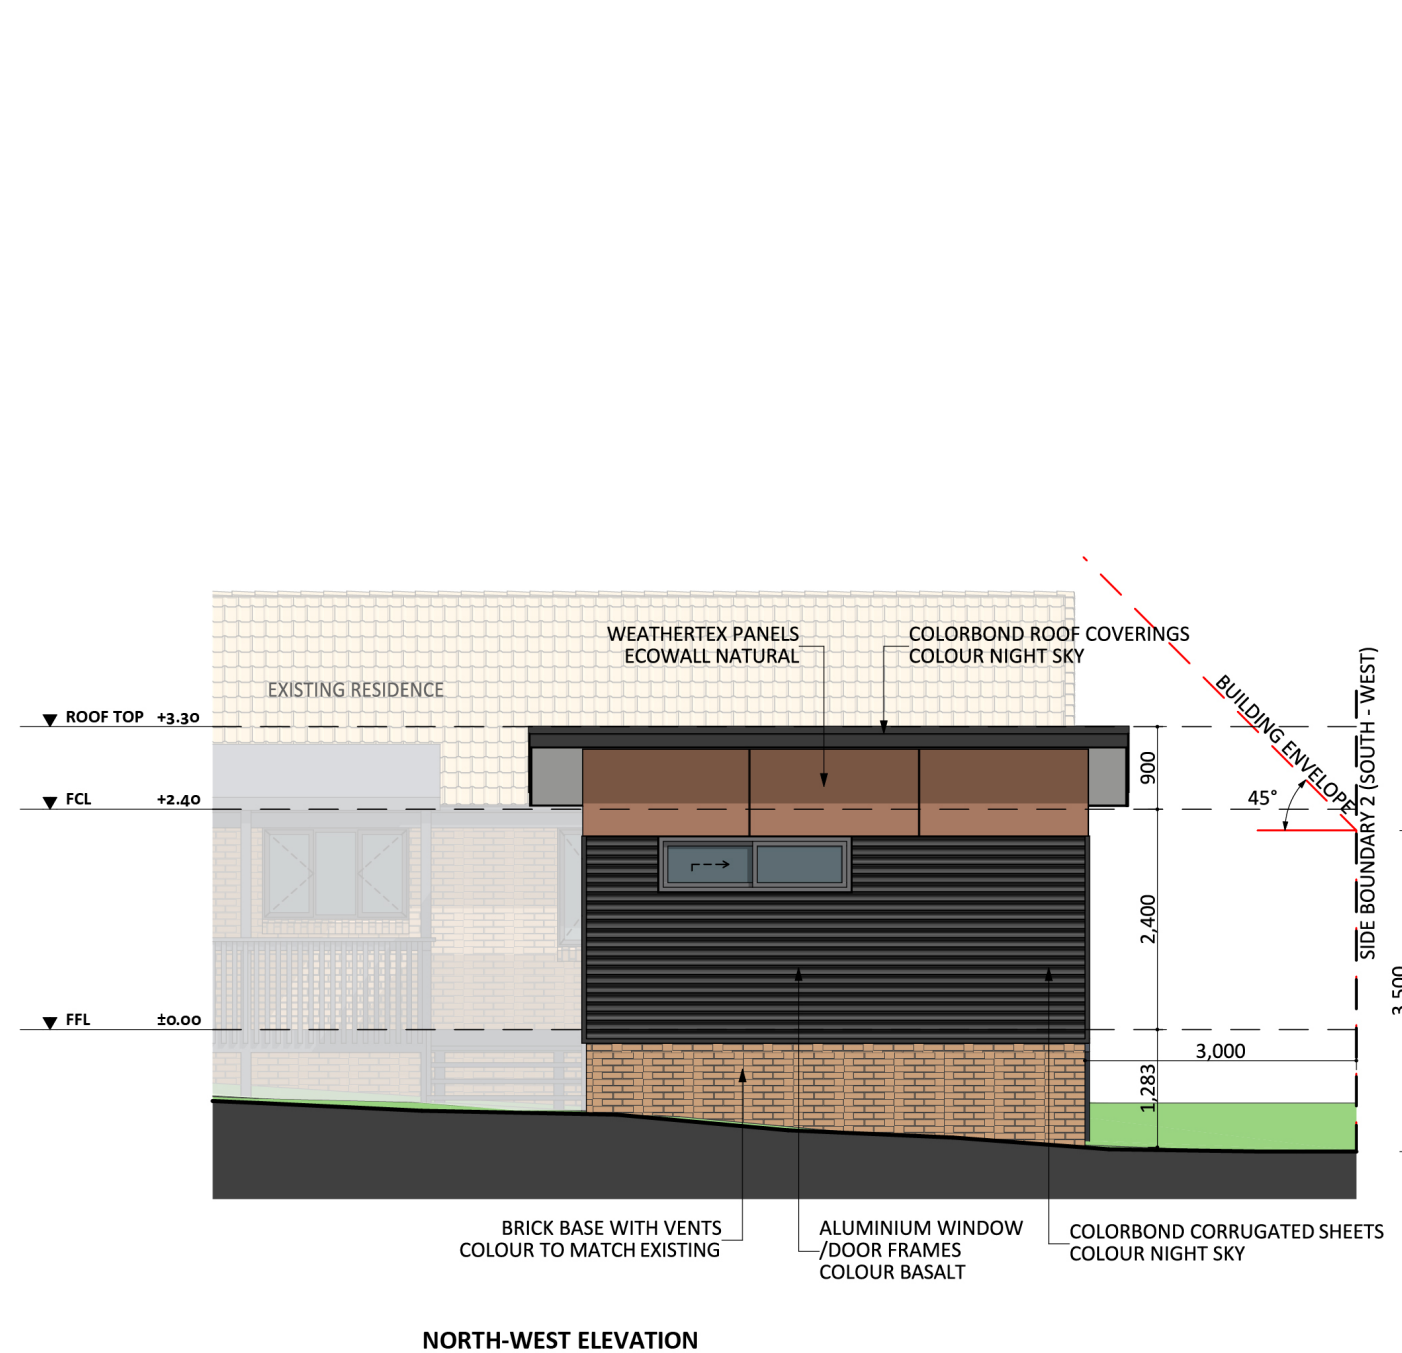 WEATHERTEX PANELS
ECOWALL NATURAL
COLORBOND ROOF COVERINGS
COLOUR NIGHT SKY
EXISTING RESIDENCE
ROOF TOP +3.30
BUILDING ENVELOPE
SIDE BOUNDARY 2 (SOUTH - WEST)
900
FCL +2.40
45°
2,400
3,500
FFL ±0.00
3,000
1,283
BRICK BASE WITH VENTS
COLOUR TO MATCH EXISTING
ALUMINIUM WINDOW
/DOOR FRAMES
COLOUR BASALT
COLORBOND CORRUGATED SHEETS
COLOUR NIGHT SKY
NORTH-WEST ELEVATION